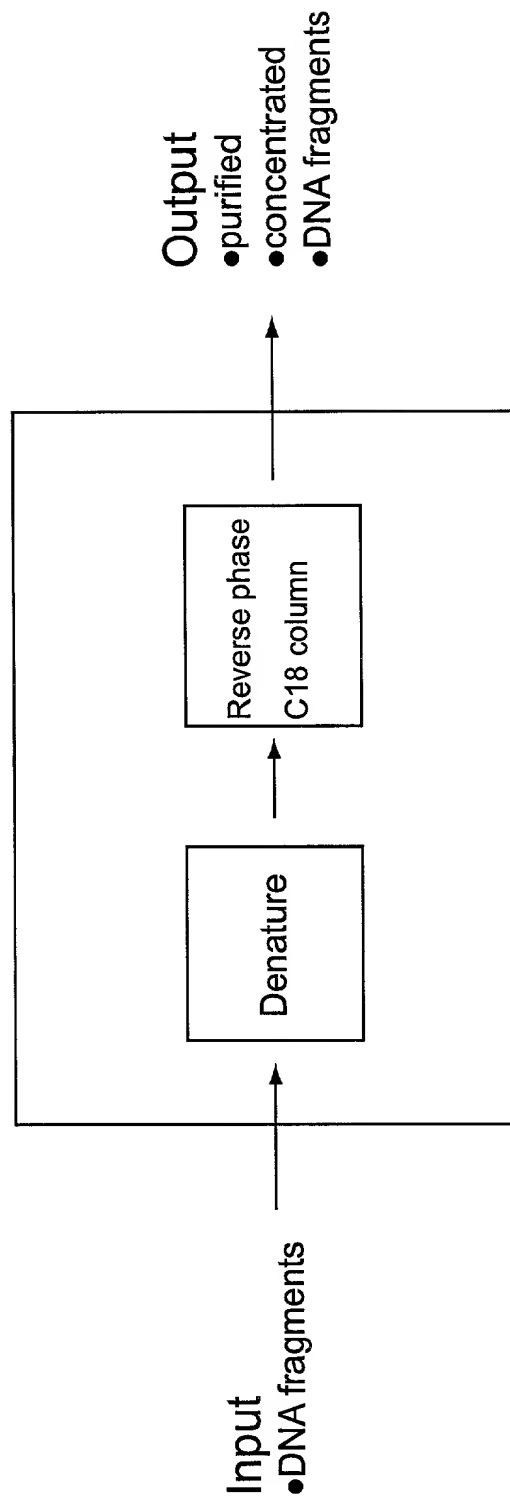 Input
●DNA fragments
Denature
Reverse phase
C18 column
Output
●purified
●concentrated
●DNA fragments